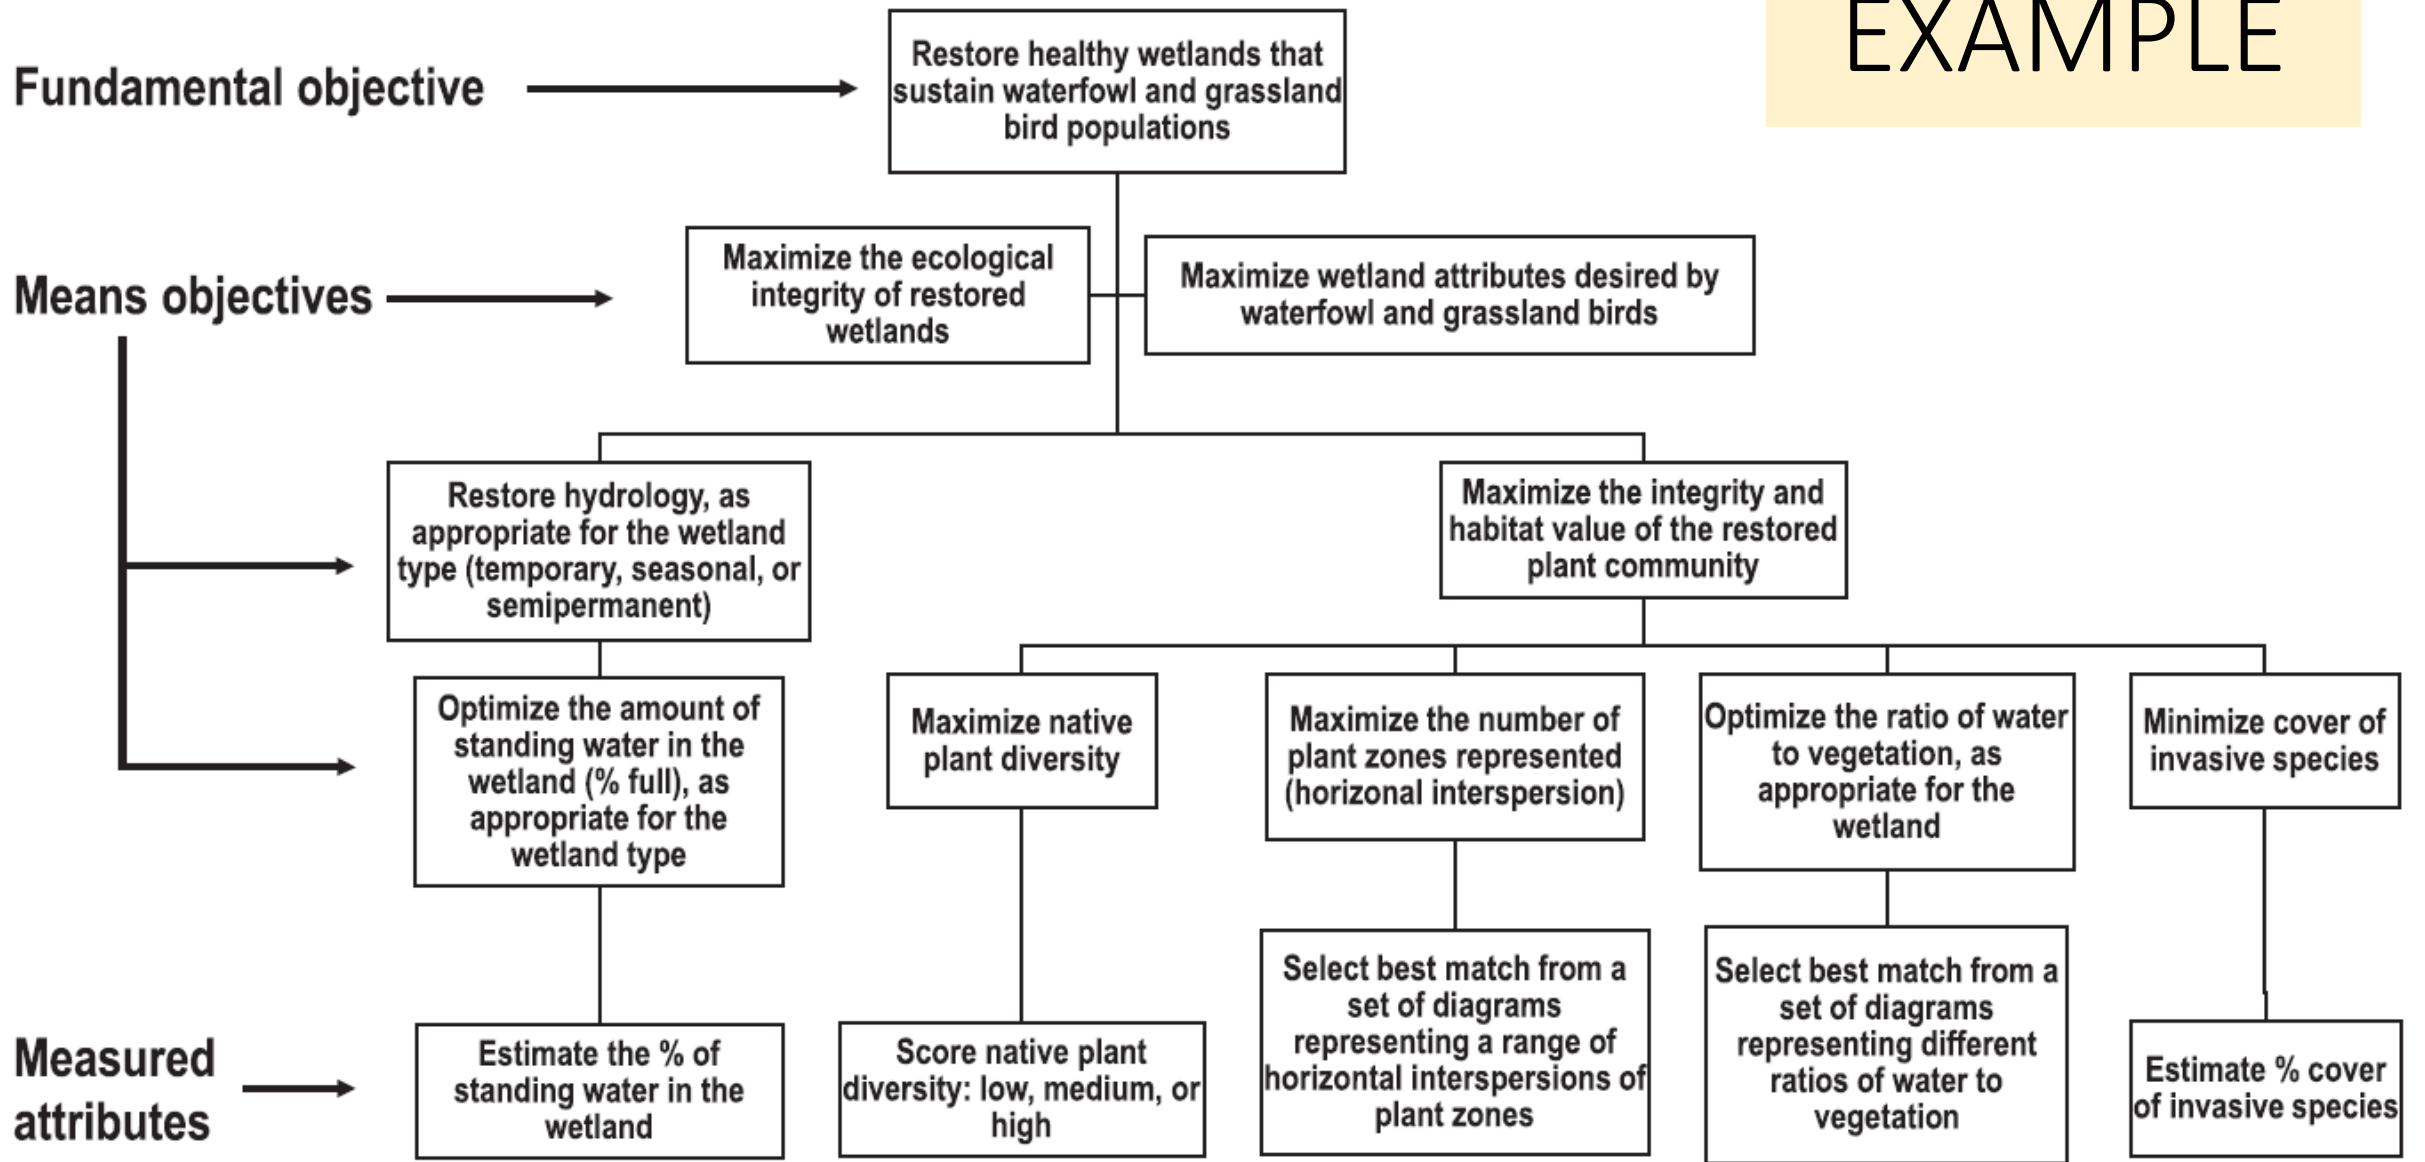 EXAMPLE
Fundamental objective
Restore healthy wetlands that
sustain waterfowl and grassland
bird populations
Means objectives
Maximize the ecological
integrity of restored
wetlands
Maximize wetland attributes desired by
waterfowl and grassland birds
Restore hydrology, as
appropriate for the wetland
type (temporary, seasonal, or
semipermanent)
Maximize the integrity and
habitat value of the restored
plant community
Optimize the amount of
standing water in the
wetland (% full), as
appropriate for the
wetland type
Maximize native
plant diversity
Maximize the number of
plant zones represented
(horizonal interspersion)
Optimize the ratio of water
to vegetation, as
appropriate for the
wetland
Minimize cover of
invasive species
Measured
attributes
Estimate the % of
standing water in the
wetland
Score native plant
diversity: low, medium, or
high
Select best match from a
set of diagrams
representing a range of
horizontal interspersions of
plant zones
Select best match from a
set of diagrams
representing different
ratios of water to
vegetation
Estimate % cover
of invasive species